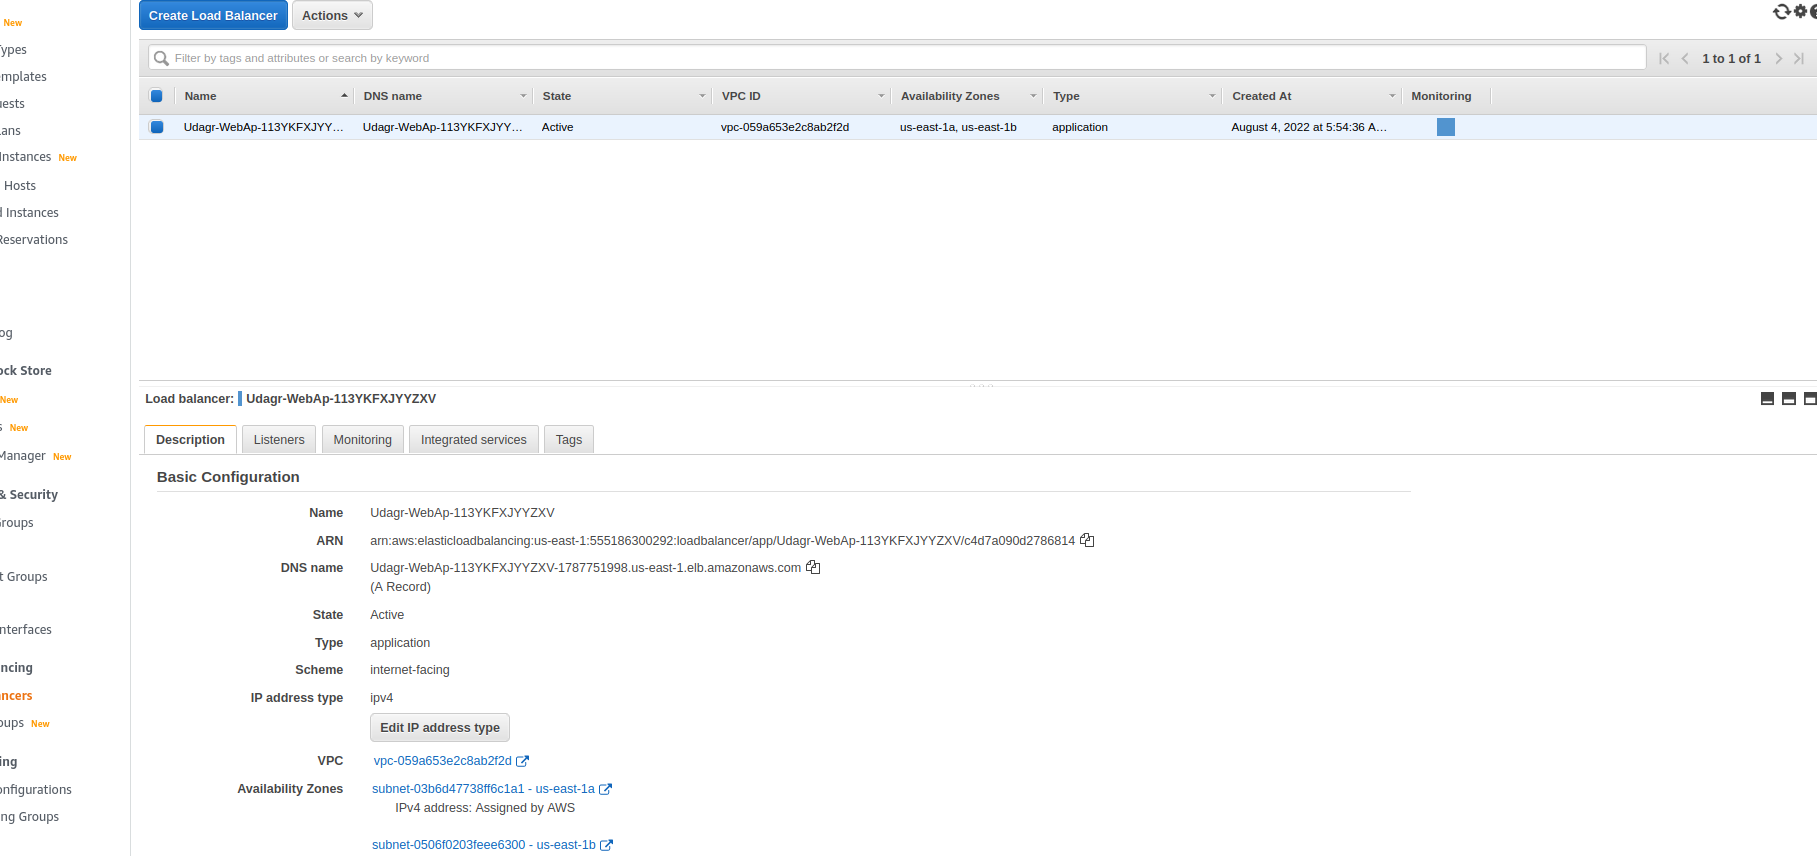 Create Load Balancer Actions
New
Types
emplates
uests
lans
Instances New
Hosts
d Instances
Reservations
og
ock Store
New
s New
Manager New
& Security
Groups
t Groups
nterfaces
ncing
ancers
oups New
ing
onfigurations
ng Groups
Filter by tags and attributes or search by keyword
1 to 1 of 1
Name DNS name State VPC ID Availability Zones Type Created At Monitoring
Udagr-WebAp-113YKFXJYY... Udagr-WebAp-113YKFXJYY... Active vpc-059a653e2c8ab2f2d us-east-1a, us-east-1b application August 4, 2022 at 5:54:36 A...
Load balancer: Udagr-WebAp-113YKFXJYYZXV
Description Listeners Monitoring Integrated services Tags
Basic Configuration
Name Udagr-WebAp-113YKFXJYYZXV
ARN arn:aws:elasticloadbalancing:us-east-1:555186300292:loadbalancer/app/Udagr-WebAp-113YKFXJYYZXV/c4d7a090d2786814
DNS name Udagr-WebAp-113YKFXJYYZXV-1787751998.us-east-1.elb.amazonaws.com
(A Record)
State Active
Type application
Scheme internet-facing
IP address type ipv4
Edit IP address type
VPC vpc-059a653e2c8ab2f2d
Availability Zones subnet-03b6d47738ff6c1a1 - us-east-1a
IPv4 address: Assigned by AWS
subnet-0506f0203feee6300 - us-east-1b